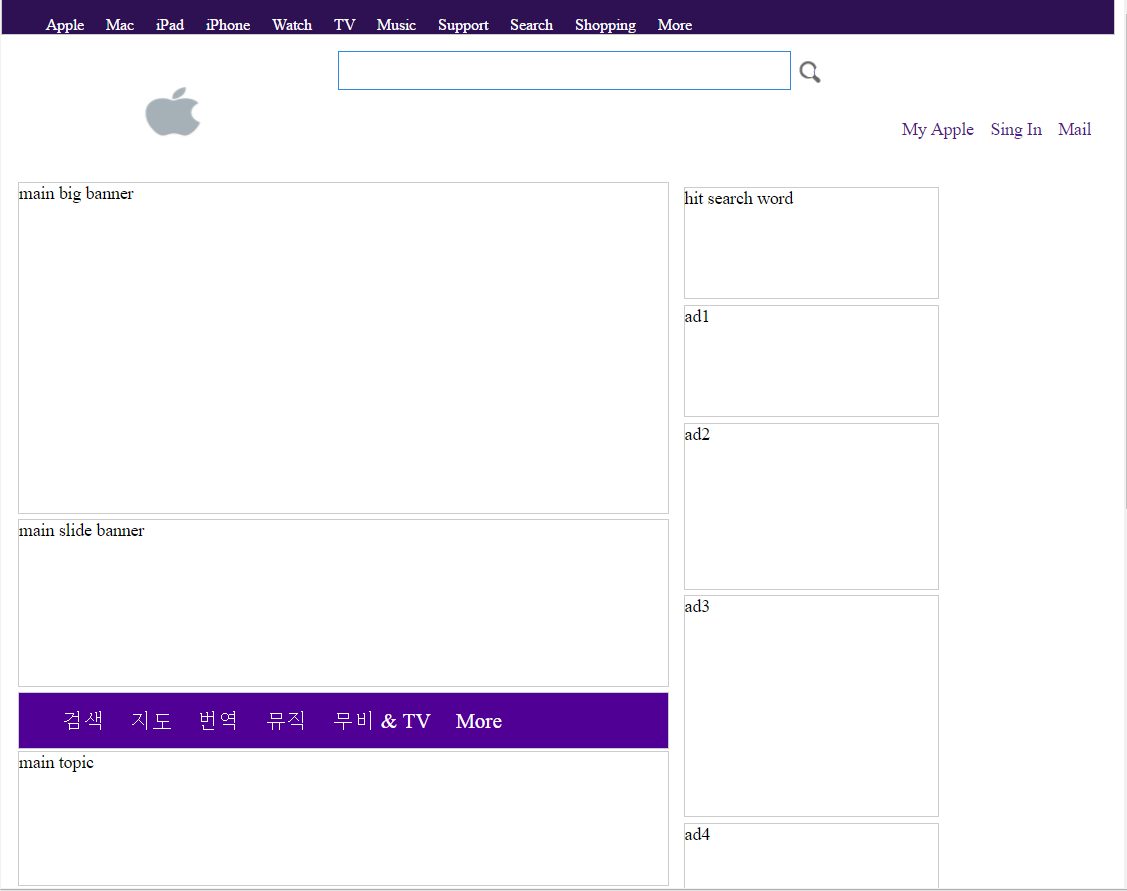 Apple Mac iPad iPhone Watch TV Music Support Search Shopping More
My Apple Sing In Mail
main big banner
hit search word
ad1
ad2
main slide banner
ad3
검색 지도 번역 뮤직 무비 & TV More
main topic
ad4